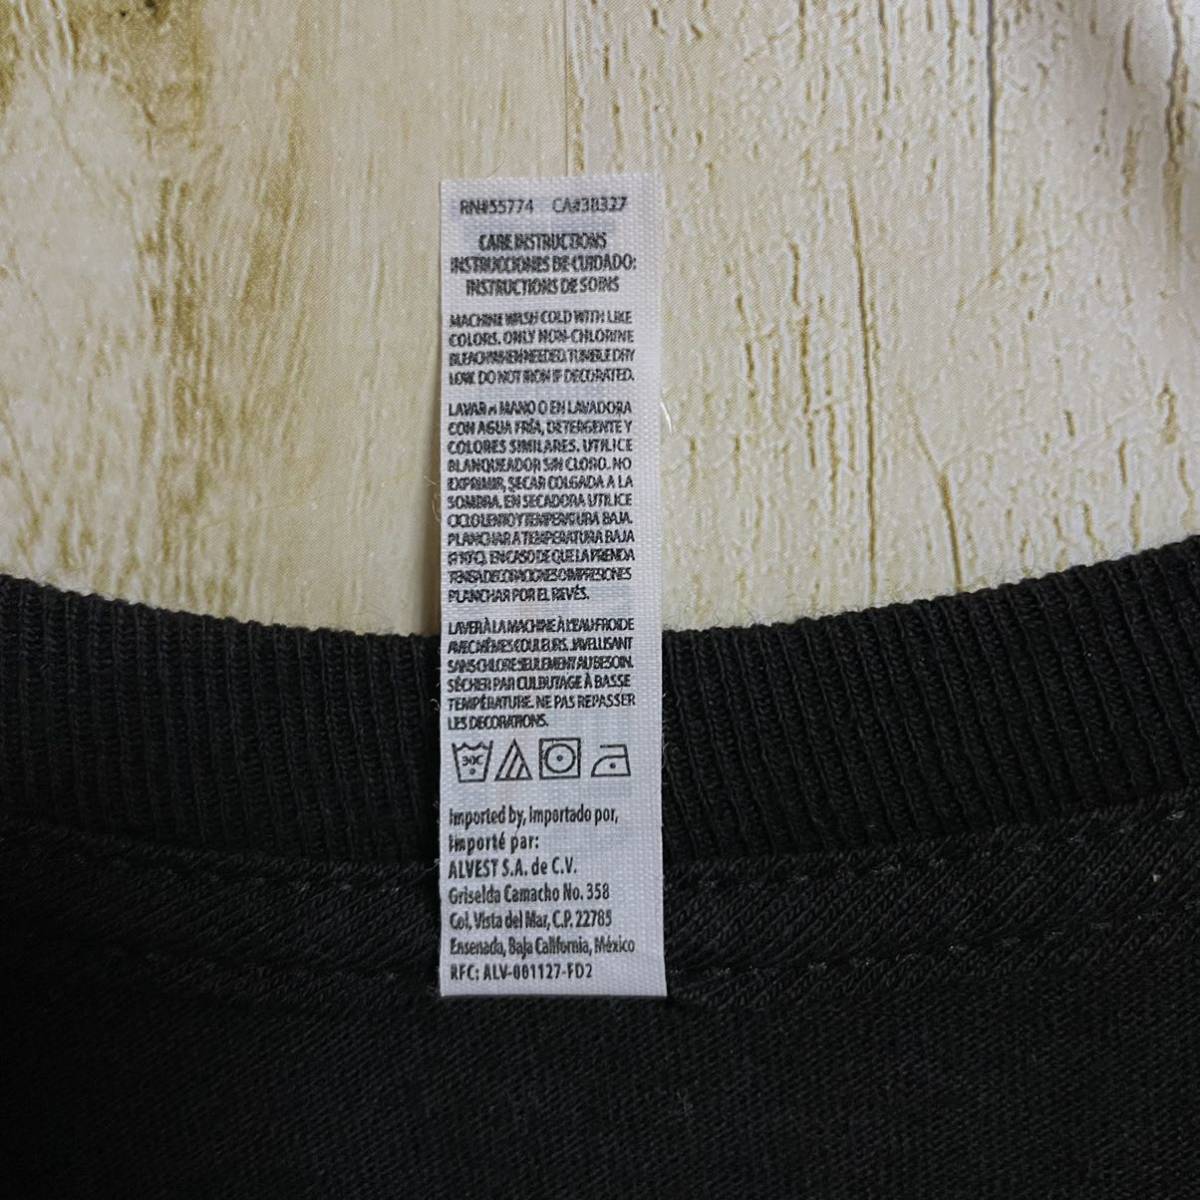 RN#55774 CA#38327
CARE INSTRUCTIONS
INSTRUCCIONES DE CUIDADO:
INSTRUCTIONS DE SOINS
MACHINE WASH COLD WITH LIKE
COLORS. ONLY NON-CHLORINE
BLEACH WHEN NEEDED. TUMBLE DRY
LOW. DO NOT IRON IF DECORATED.
LAVAR A MANO O EN LAVADORA
CON AGUA FRÍA, DETERGENTE Y
COLORES SIMILARES. UTILICE
BLANQUEADOR SIN CLORO. NO
EXPRIMIR, SECAR COLGADA A LA
SOMBRA. EN SECADORA UTILICE
CICLO LENTO Y TEMPERATURA BAJA.
PLANCHAR A TEMPERATURA BAJA
EN CASO DE QUE LA PRENDA
TENGA DECORACIONES O IMPRESIONES
PLANCHAR POR EL REVÉS.
LAVER À LA MACHINE À L'EAU FROIDE
AVEC MÊMES COULEURS. JAVELLISANT
SANS CHLORE SEULEMENT AU BESOIN.
SÉCHER PAR CULBUTAGE À BASSE
TEMPÉRATURE. NE PAS REPASSER
LES DECORATIONS.
30C
Imported by, Importado por,
Importé par:
ALVEST S.A. de C.V.
Griselda Camacho No. 358
Col. Vista del Mar, C.P. 22785
Ensenada, Baja California, México
RFC: ALV-001127-FD2